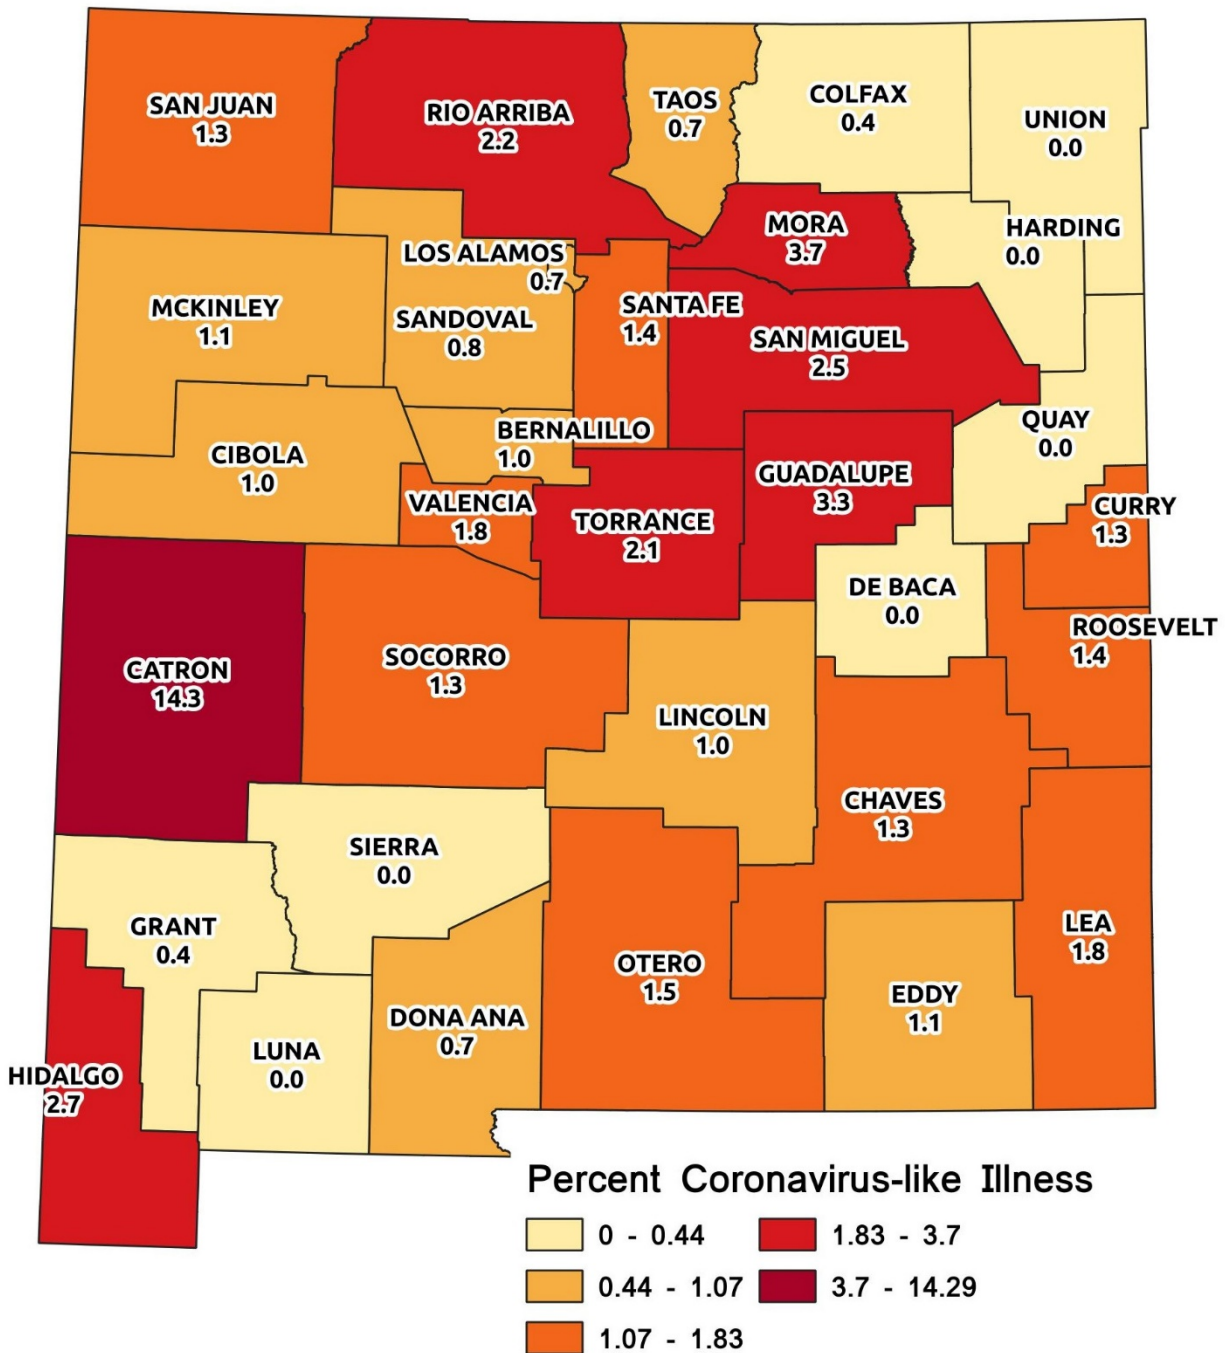 SAN JUAN
1.3
RIO ARRIBA
2.2
TAOS
0.7
COLFAX
0.4
UNION
0.0
MORA
3.7
HARDING
0.0
LOS ALAMOS
0.7
MCKINLEY
1.1
SANDOVAL
0.8
SANTA FE
1.4
SAN MIGUEL
2.5
CIBOLA
1.0
BERNALILLO
1.0
QUAY
0.0
GUADALUPE
3.3
VALENCIA
1.8
TORRANCE
2.1
CURRY
1.3
DE BACA
0.0
ROOSEVELT
1.4
CATRON
14.3
SOCORRO
1.3
LINCOLN
1.0
CHAVES
1.3
SIERRA
0.0
GRANT
0.4
OTERO
1.5
LEA
1.8
EDDY
1.1
DONA ANA
0.7
LUNA
0.0
HIDALGO
2.7
Percent Coronavirus-like Illness
0 - 0.44
0.44 - 1.07
1.07 - 1.83
1.83 - 3.7
3.7 - 14.29